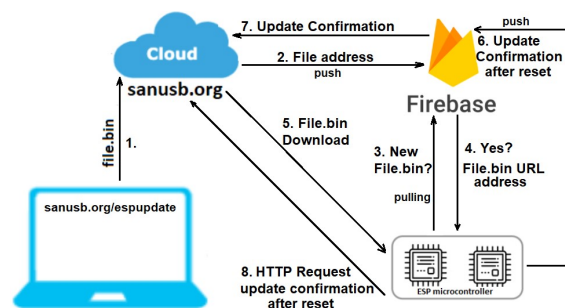 7. Update Confirmation
push
Cloud
2. File address
push
6. Update
Confirmation
after reset
sanusb.org
Firebase
file.bin
1.
5. File.bin
Download
3. New
File.bin?
pulling
4. Yes?
File.bin URL
address
sanusb.org/espupdate
8. HTTP Request
update confirmation
after reset
ESP microcontroller